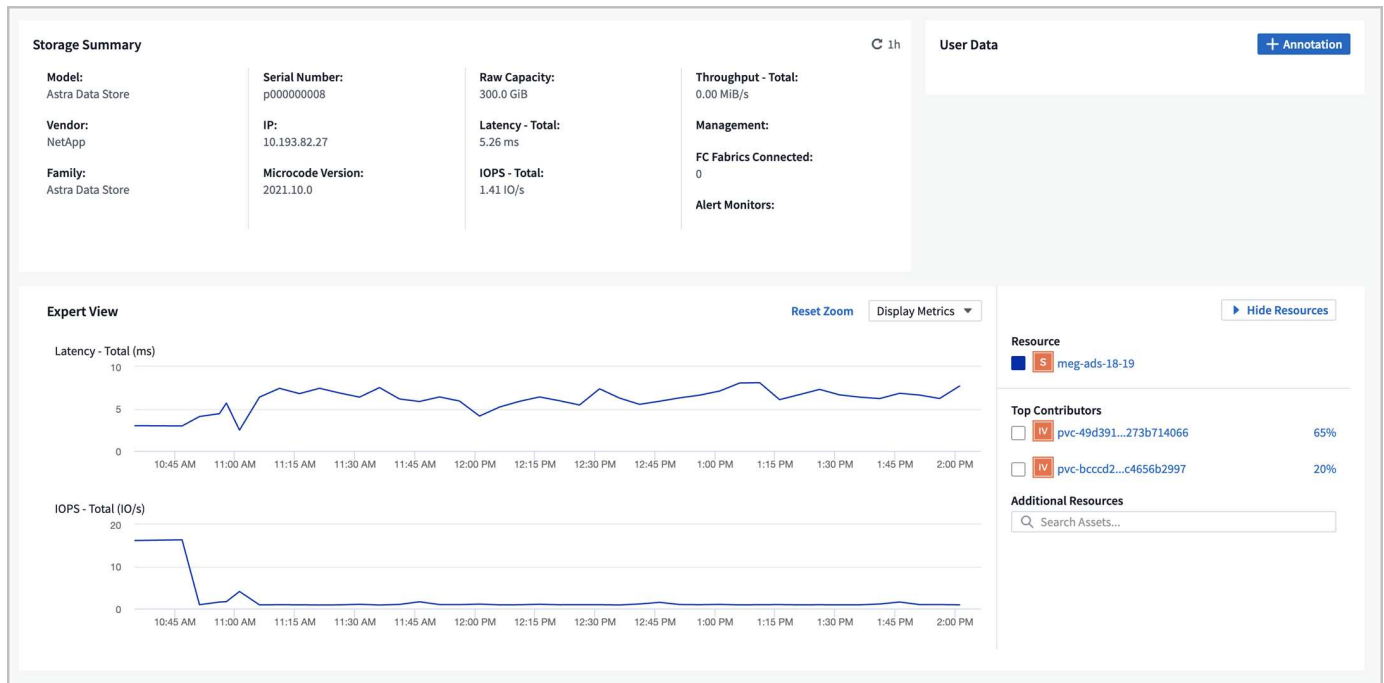 Storage Summary
1h
Model:
Astra Data Store
Vendor:
NetApp
Family:
Astra Data Store
Serial Number:
p000000008
IP:
10.193.82.27
Microcode Version:
2021.10.0
Raw Capacity:
300.0 GiB
Latency - Total:
5.26 ms
IOPS - Total:
1.41 IO/s
Throughput - Total:
0.00 MiB/s
Management:
FC Fabrics Connected:
0
Alert Monitors:
User Data
+ Annotation
Expert View
Reset Zoom
Display Metrics
Latency - Total (ms)
10
5
0
10:45 AM 11:00 AM 11:15 AM 11:30 AM 11:45 AM 12:00 PM 12:15 PM 12:30 PM 12:45 PM 1:00 PM 1:15 PM 1:30 PM 1:45 PM 2:00 PM
IOPS - Total (IO/s)
20
10
0
10:45 AM 11:00 AM 11:15 AM 11:30 AM 11:45 AM 12:00 PM 12:15 PM 12:30 PM 12:45 PM 1:00 PM 1:15 PM 1:30 PM 1:45 PM 2:00 PM
Hide Resources
Resource
S meg-ads-18-19
Top Contributors
IV pvc-49d391...273b714066 65%
IV pvc-bcccd2...c4656b2997 20%
Additional Resources
Search Assets...